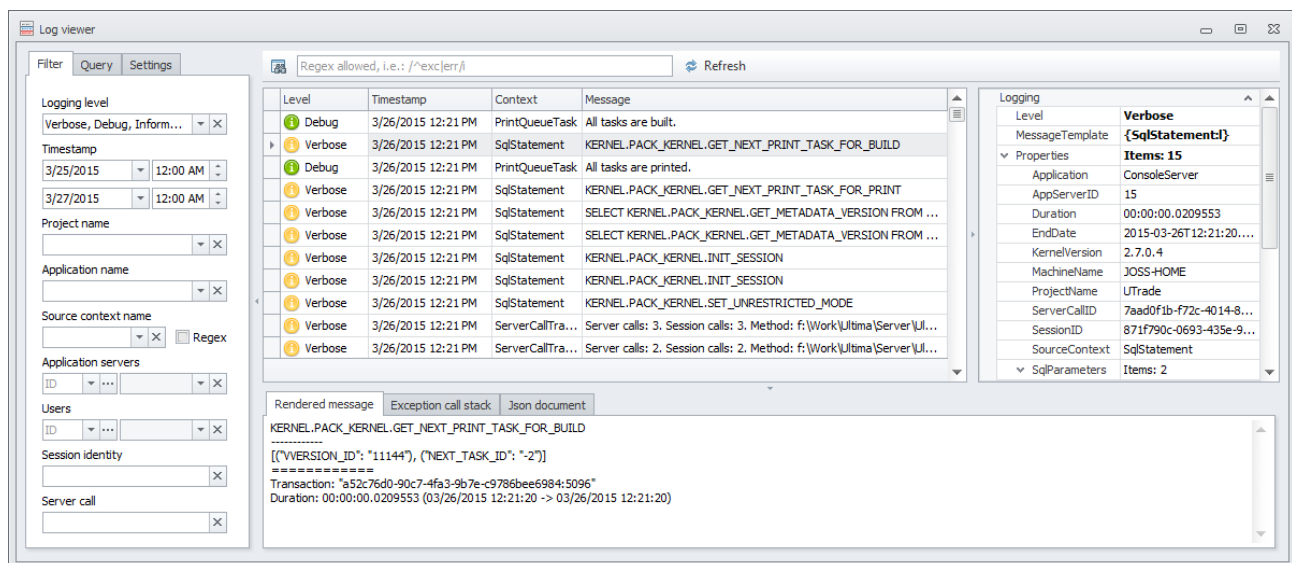 Log viewer
Filter Query Settings
Logging level
Verbose, Debug, Inform...
Timestamp
3/25/2015 12:00 AM
3/27/2015 12:00 AM
Project name
Application name
Source context name
Regex
Application servers
ID
Users
ID
Session identity
Server call
Regex allowed, i.e.: /^exc|err/i Refresh
Level Timestamp Context Message
Debug 3/26/2015 12:21 PM PrintQueueTask All tasks are built.
Verbose 3/26/2015 12:21 PM SqlStatement KERNEL.PACK_KERNEL.GET_NEXT_PRINT_TASK_FOR_BUILD
Debug 3/26/2015 12:21 PM PrintQueueTask All tasks are printed.
Verbose 3/26/2015 12:21 PM SqlStatement KERNEL.PACK_KERNEL.GET_NEXT_PRINT_TASK_FOR_PRINT
Verbose 3/26/2015 12:21 PM SqlStatement SELECT KERNEL.PACK_KERNEL.GET_METADATA_VERSION FROM ...
Verbose 3/26/2015 12:21 PM SqlStatement SELECT KERNEL.PACK_KERNEL.GET_METADATA_VERSION FROM ...
Verbose 3/26/2015 12:21 PM SqlStatement KERNEL.PACK_KERNEL.INIT_SESSION
Verbose 3/26/2015 12:21 PM SqlStatement KERNEL.PACK_KERNEL.INIT_SESSION
Verbose 3/26/2015 12:21 PM SqlStatement KERNEL.PACK_KERNEL.SET_UNRESTRICTED_MODE
Verbose 3/26/2015 12:21 PM ServerCallTra... Server calls: 3. Session calls: 3. Method: f:\Work\Ultima\Server\Ul...
Verbose 3/26/2015 12:21 PM ServerCallTra... Server calls: 2. Session calls: 2. Method: f:\Work\Ultima\Server\Ul...
Logging
Level Verbose
MessageTemplate {SqlStatement:l}
Properties Items: 15
Application ConsoleServer
AppServerID 15
Duration 00:00:00.0209553
EndDate 2015-03-26T12:21:20....
KernelVersion 2.7.0.4
MachineName JOSS-HOME
ProjectName UTrade
ServerCallID 7aad0f1b-f72c-4014-8...
SessionID 871f790c-0693-435e-9...
SourceContext SqlStatement
SqlParameters Items: 2
Rendered message Exception call stack Json document
KERNEL.PACK_KERNEL.GET_NEXT_PRINT_TASK_FOR_BUILD
------------
[("VVERSION_ID": "11144"), ("NEXT_TASK_ID": "-2")]
============
Transaction: "a52c76d0-90c7-4fa3-9b7e-c9786bee6984:5096"
Duration: 00:00:00.0209553 (03/26/2015 12:21:20 -> 03/26/2015 12:21:20)